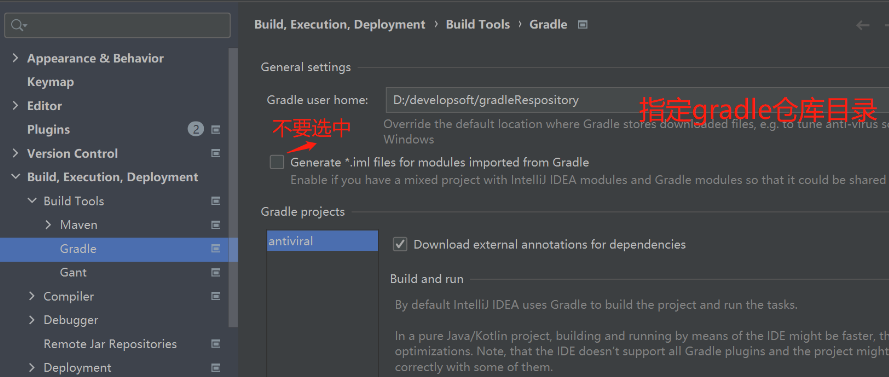 Build, Execution, Deployment › Build Tools › Gradle
Appearance & Behavior
Keymap
Editor
Plugins 2
Version Control
Build, Execution, Deployment
Build Tools
Maven
Gradle
Gant
Compiler
Debugger
Remote Jar Repositories
Deployment
General settings
Gradle user home: D:/developsoft/gradleRespository
指定gradle仓库目录
不要选中
Override the default location where Gradle stores downloaded files, e.g. to tune anti-virus
Windows
Generate *.iml files for modules imported from Gradle
Enable if you have a mixed project with IntelliJ IDEA modules and Gradle modules so that it could be shared
Gradle projects
antiviral
Download external annotations for dependencies
Build and run
By default IntelliJ IDEA uses Gradle to build the project and run the tasks.
In a pure Java/Kotlin project, building and running by means of the IDE might be faster,
optimizations. Note, that the IDE doesn't support all Gradle plugins and the project might
correctly with some of them.